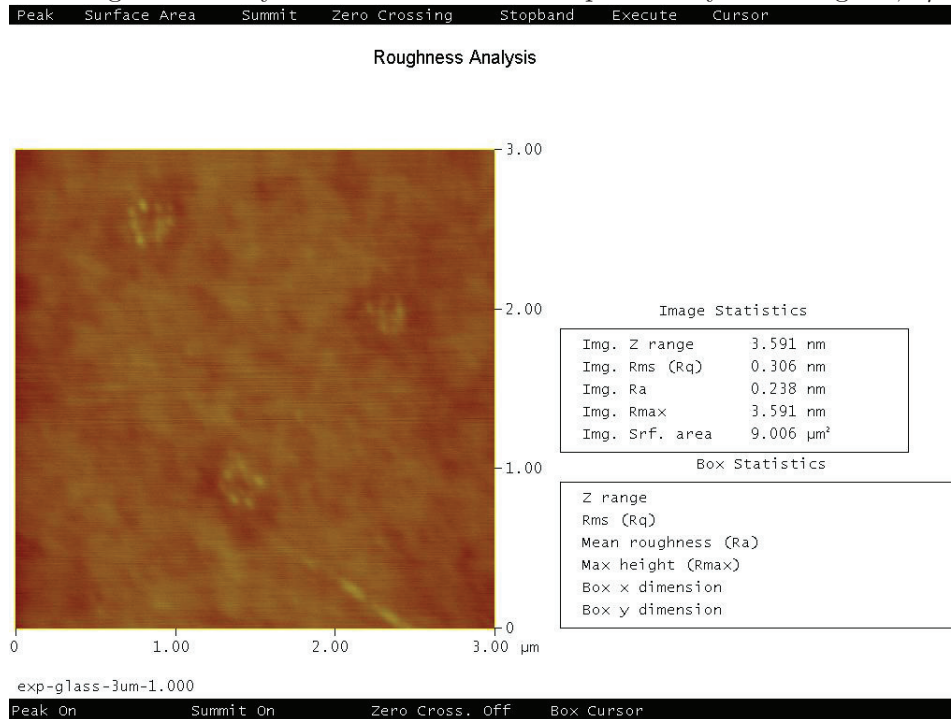 Peak Surface Area Summit Zero Crossing Stopband Execute Cursor
Roughness Analysis
3.00
2.00
1.00
0
0 1.00 2.00 3.00 µm
Image Statistics
Img. Z range 3.591 nm
Img. Rms (Rq) 0.306 nm
Img. Ra 0.238 nm
Img. Rmax 3.591 nm
Img. Srf. area 9.006 µm²
Box Statistics
Z range
Rms (Rq)
Mean roughness (Ra)
Max height (Rmax)
Box x dimension
Box y dimension
exp-glass-3um-1.000
Peak On Summit On Zero Cross. Off Box Cursor